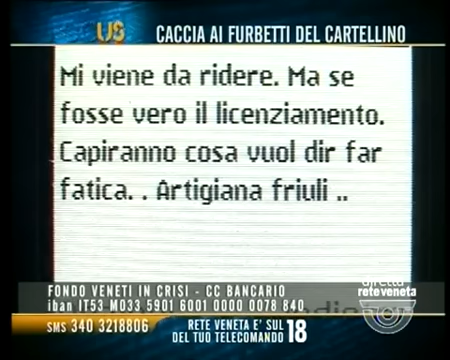 US
CACCIA AI FURBETTI DEL CARTELLINO
Mi viene da ridere. Ma se
fosse vero il licenziamento.
Capiranno cosa vuol dir far
fatica. . Artigiana friuli ..
FONDO VENETI IN CRISI - CC BANCARIO
iban IT53 M033 5901 6001 0000 0078 840
diretta
reteveneta
SMS 340 3218806
RETE VENETA E' SUL
DEL TUO TELECOMANDO 18